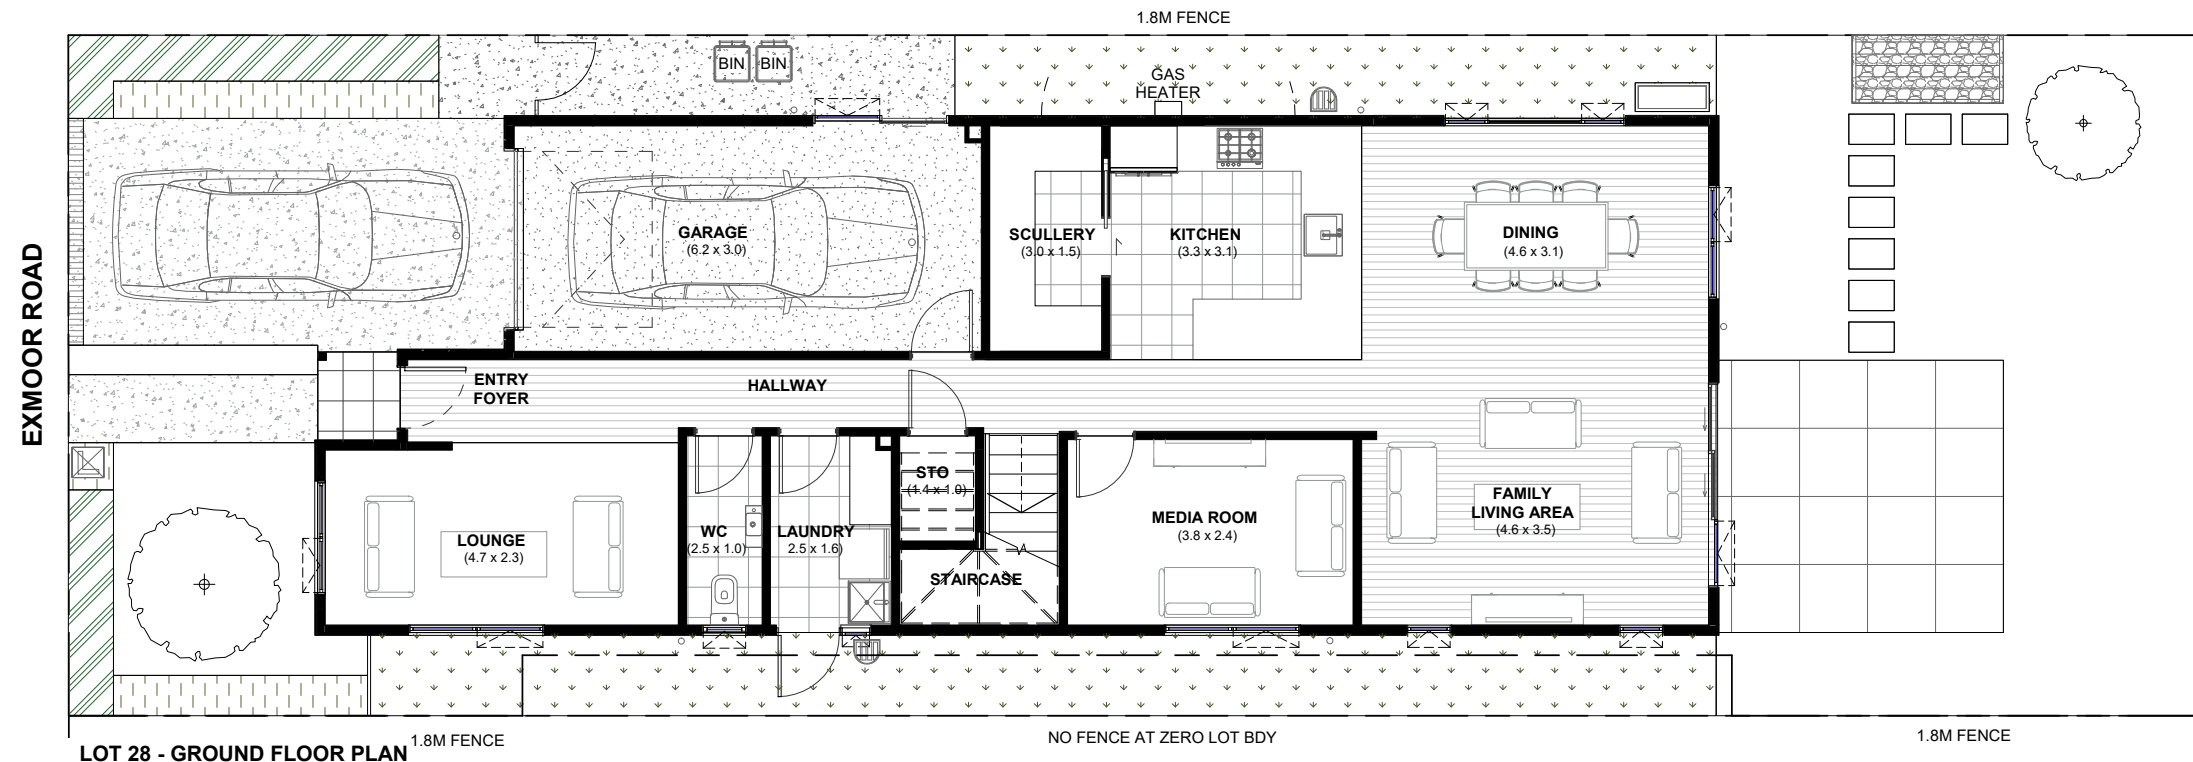 1.8M FENCE
BIN
BIN
GAS
HEATER
EXMOOR ROAD
GARAGE
(6.2 x 3.0)
SCULLERY
(3.0 x 1.5)
KITCHEN
(3.3 x 3.1)
DINING
(4.6 x 3.1)
ENTRY
FOYER
HALLWAY
STO
(1.4 x 1.0)
LOUNGE
(4.7 x 2.3)
WC
(2.5 x 1.0)
LAUNDRY
2.5 x 1.6)
STAIRCASE
MEDIA ROOM
(3.8 x 2.4)
FAMILY
LIVING AREA
(4.6 x 3.5)
LOT 28 - GROUND FLOOR PLAN
1.8M FENCE
NO FENCE AT ZERO LOT BDY
1.8M FENCE